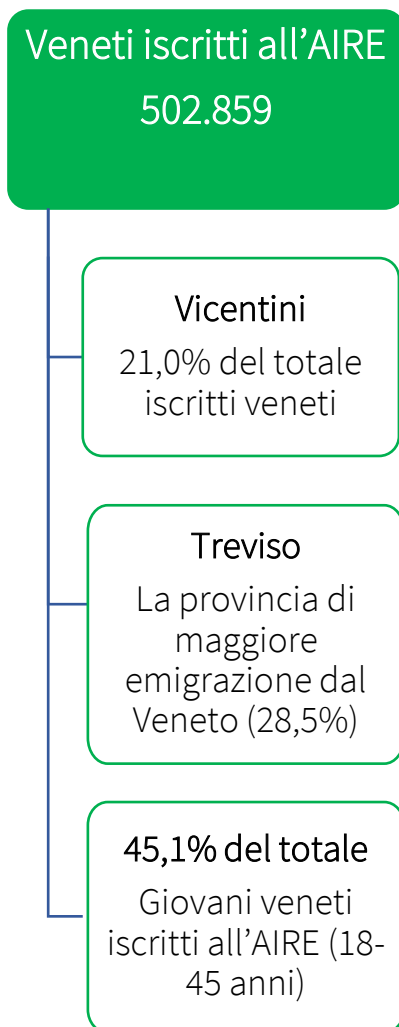 Veneti iscritti all’AIRE
502.859
Vicentini
21,0% del totale
iscritti veneti
Treviso
La provincia di
maggiore
emigrazione dal
Veneto (28,5%)
45,1% del totale
Giovani veneti
iscritti all’AIRE (18-
45 anni)